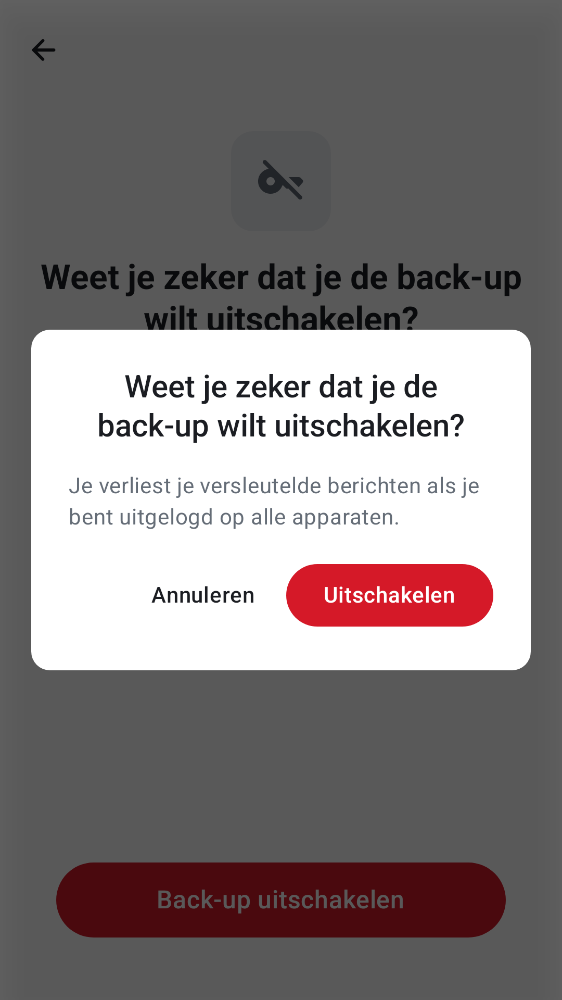 Weet je zeker dat je de back-up
wilt uitschakelen?
Weet je zeker dat je de
back-up wilt uitschakelen?
Je verliest je versleutelde berichten als je
bent uitgelogd op alle apparaten.
Annuleren
Uitschakelen
Back-up uitschakelen